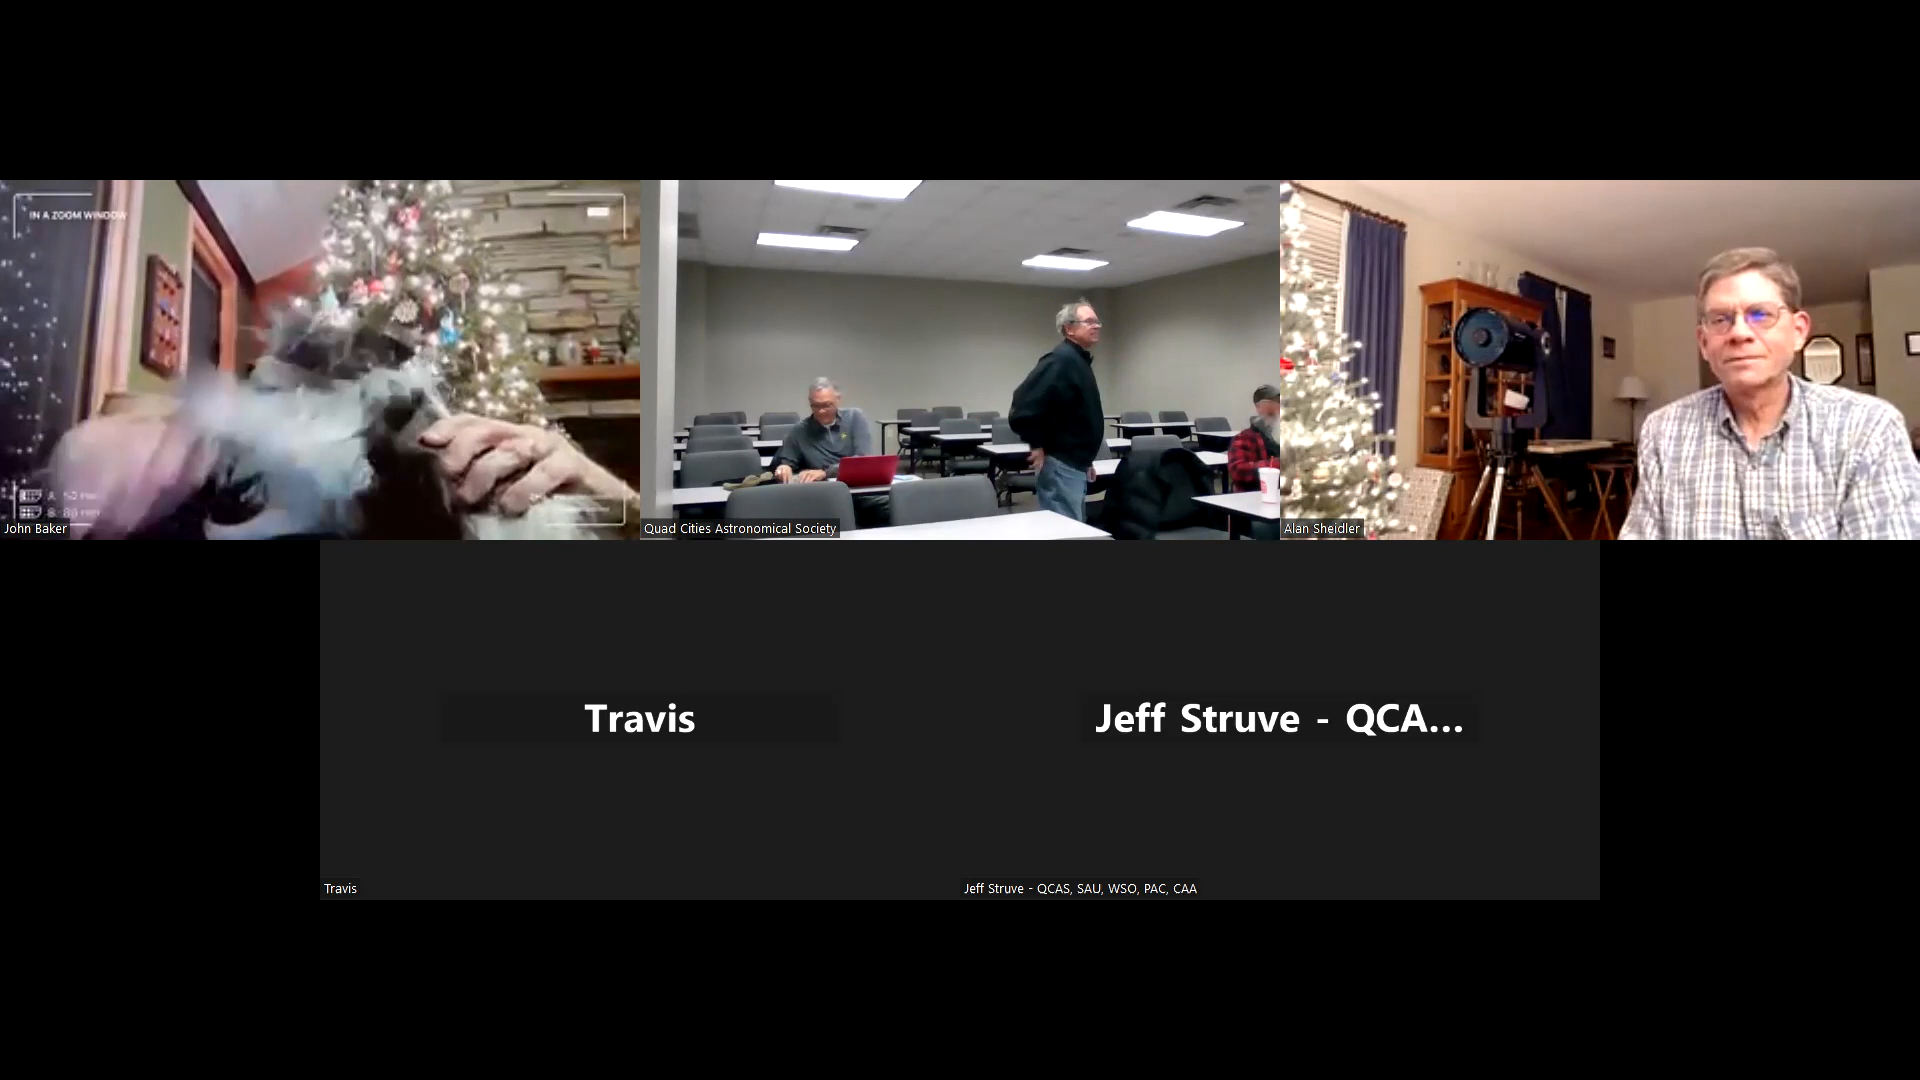 IN A ZOOM WINDOW
John Baker
Quad Cities Astronomical Society
Alan Sheidler
Travis
Jeff Struve - QCA...
Travis
Jeff Struve - QCAS, SAU, WSO, PAC, CAA